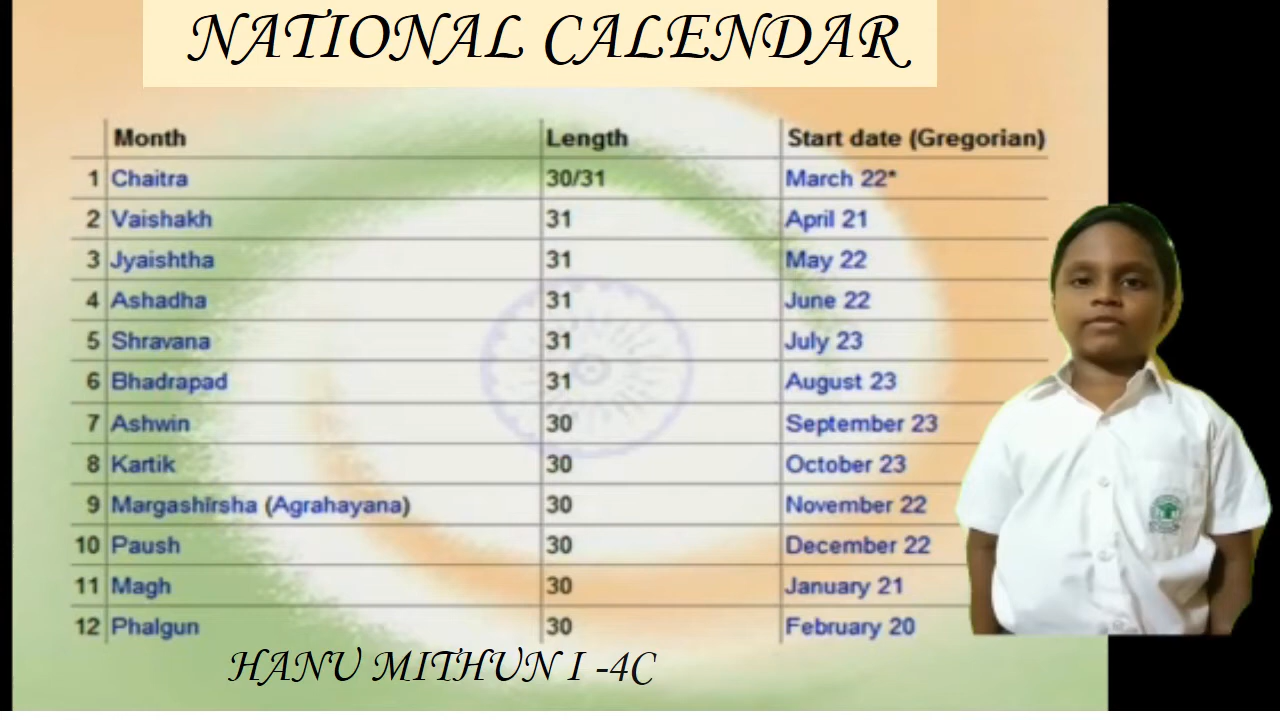 NATIONAL CALENDAR
Month Length Start date (Gregorian)
1 Chaitra 30/31 March 22*
2 Vaishakh 31 April 21
3 Jyaishtha 31 May 22
4 Ashadha 31 June 22
5 Shravana 31 July 23
6 Bhadrapad 31 August 23
7 Ashwin 30 September 23
8 Kartik 30 October 23
9 Margashirsha (Agrahayana) 30 November 22
10 Paush 30 December 22
11 Magh 30 January 21
12 Phalgun 30 February 20
HANU MITHUN I -4C